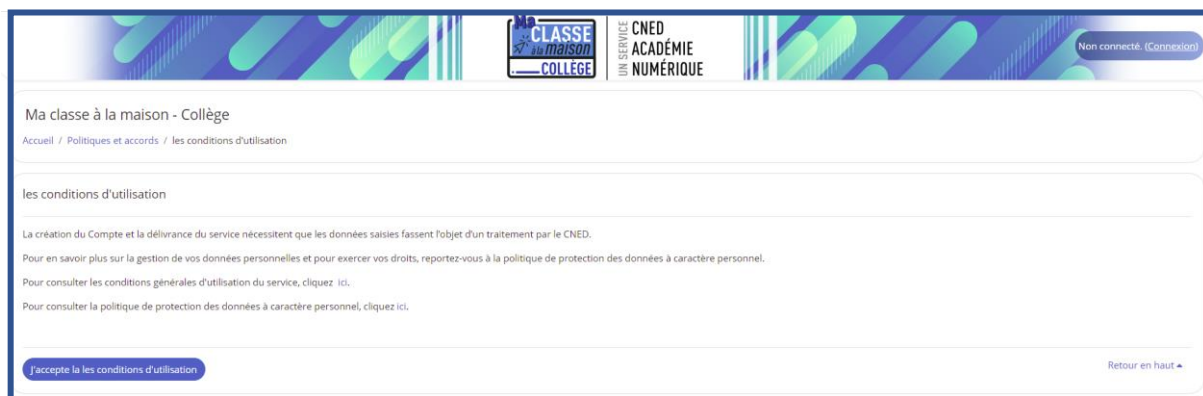 Ma
CLASSE
à la maison
COLLÈGE
UN SERVICE
CNED
ACADÉMIE
NUMÉRIQUE
Non connecté. (Connexion)
Ma classe à la maison - Collège
Accueil / Politiques et accords / les conditions d'utilisation
les conditions d'utilisation
La création du Compte et la délivrance du service nécessitent que les données saisies fassent l'objet d'un traitement par le CNED.
Pour en savoir plus sur la gestion de vos données personnelles et pour exercer vos droits, reportez-vous à la politique de protection des données à caractère personnel.
Pour consulter les conditions générales d'utilisation du service, cliquez ici.
Pour consulter la politique de protection des données à caractère personnel, cliquez ici.
J'accepte la les conditions d'utilisation
Retour en haut